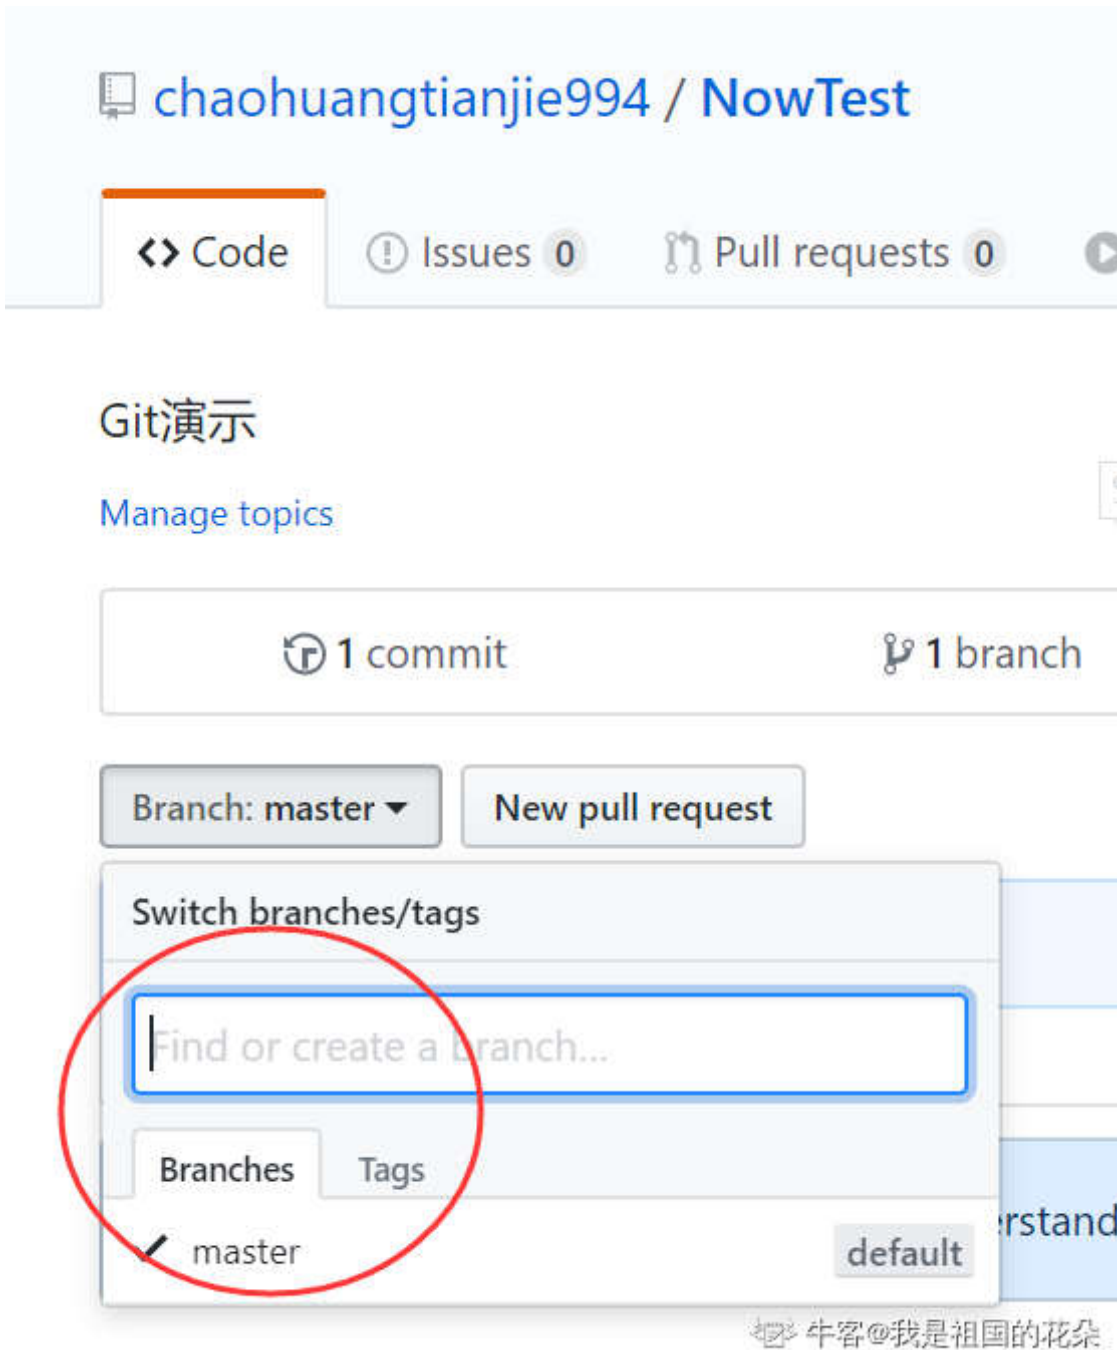 chaohuangtianjie994 / NowTest
Code Issues 0 Pull requests 0
Git演示
Manage topics
1 commit 1 branch
Branch: master New pull request
Switch branches/tags
Find or create a branch...
Branches Tags
master default
牛客@我是祖国的花朵